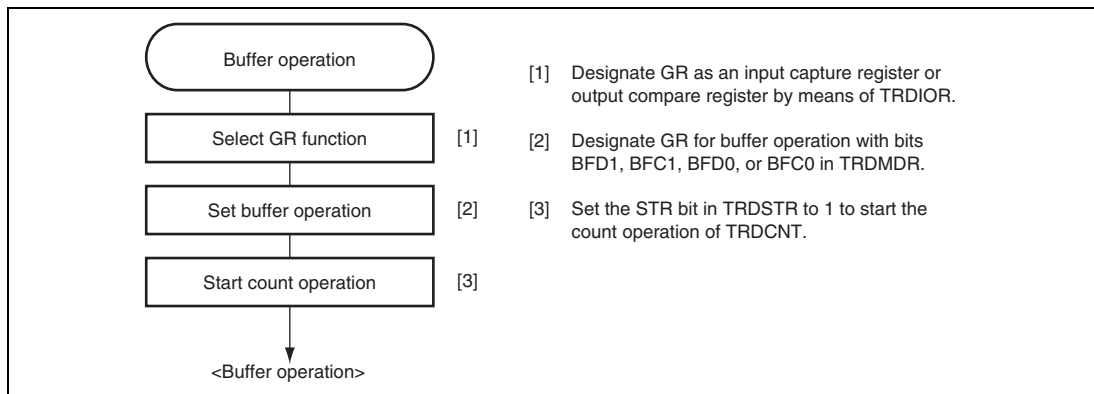 Buffer operation
Select GR function
[1]
Set buffer operation
[2]
Start count operation
[3]
<Buffer operation>
[1] Designate GR as an input capture register or
output compare register by means of TRDIOR.
[2] Designate GR for buffer operation with bits
BFD1, BFC1, BFD0, or BFC0 in TRDMDR.
[3] Set the STR bit in TRDSTR to 1 to start the
count operation of TRDCNT.